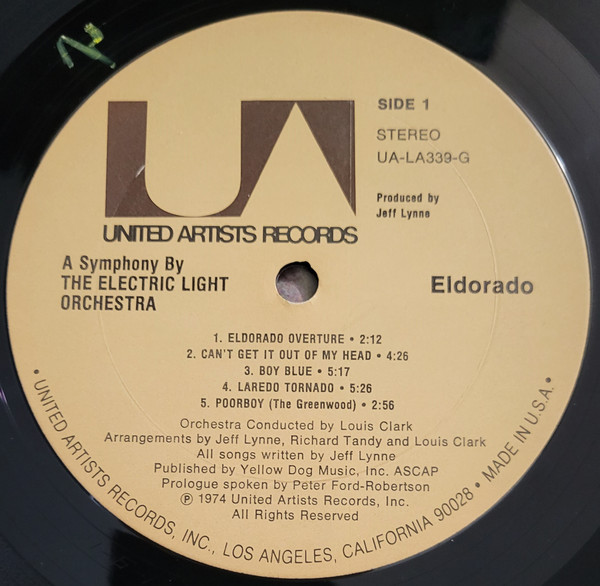 UA
UNITED ARTISTS RECORDS
SIDE 1
STEREO
UA-LA339-G
Produced by
Jeff Lynne
A Symphony By
THE ELECTRIC LIGHT
ORCHESTRA
Eldorado
1. ELDORADO OVERTURE • 2:12
2. CAN'T GET IT OUT OF MY HEAD • 4:26
3. BOY BLUE • 5:17
4. LAREDO TORNADO • 5:26
5. POORBOY (The Greenwood) • 2:56
Orchestra Conducted by Louis Clark
Arrangements by Jeff Lynne, Richard Tandy and Louis Clark
All songs written by Jeff Lynne
Published by Yellow Dog Music, Inc. ASCAP
Prologue spoken by Peter Ford-Robertson
℗ 1974 United Artists Records, Inc.
All Rights Reserved
• UNITED ARTISTS RECORDS, INC., LOS ANGELES, CALIFORNIA 90028 • MADE IN U.S.A. •